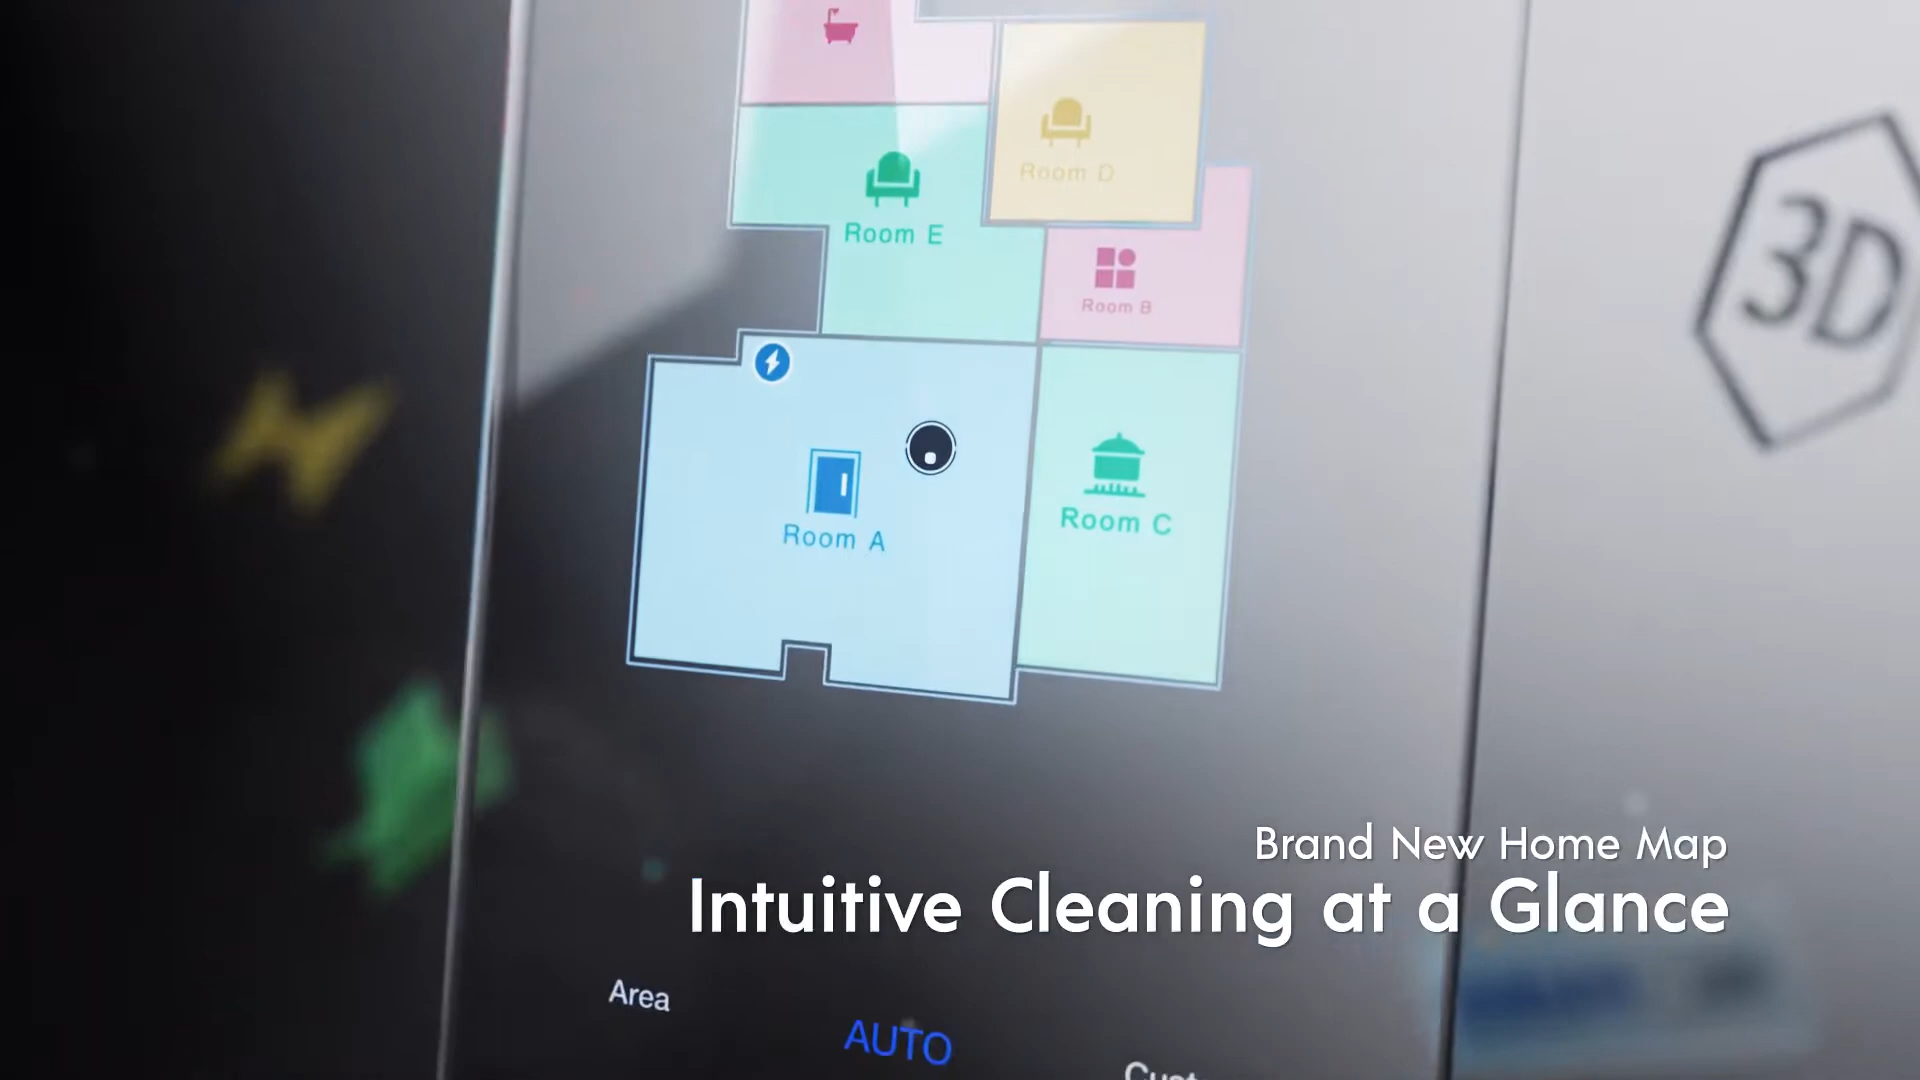 Room D
Room E
Room B
3D
Room C
Room A
Brand New Home Map
Intuitive Cleaning at a Glance
Area
AUTO